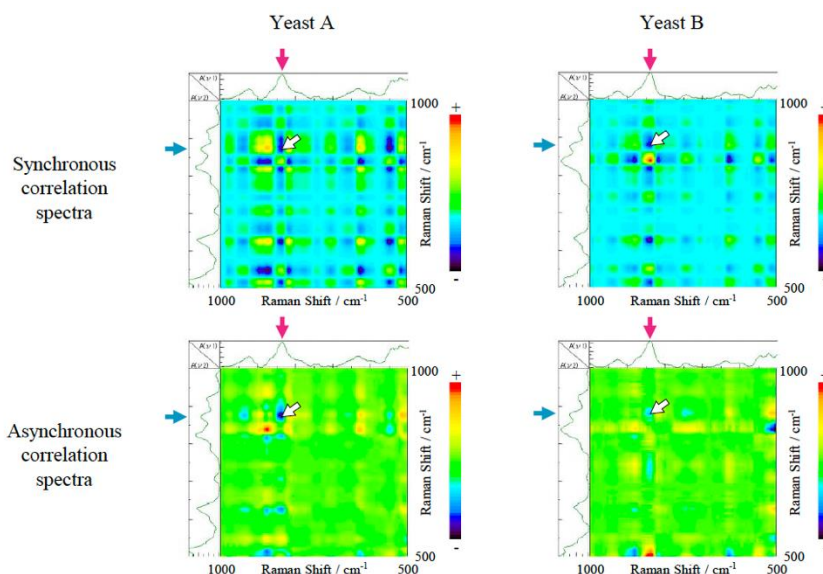 Yeast A
Yeast B
A(ν1)
A(ν2)
Synchronous
correlation
spectra
1000
+
Raman Shift / cm-1
-
500
1000
Raman Shift / cm-1
500
1000
Raman Shift / cm-1
500
1000
Raman Shift / cm-1
500
Asynchronous
correlation
spectra
1000
+
Raman Shift / cm-1
-
500
1000
Raman Shift / cm-1
500
1000
Raman Shift / cm-1
500
1000
Raman Shift / cm-1
500